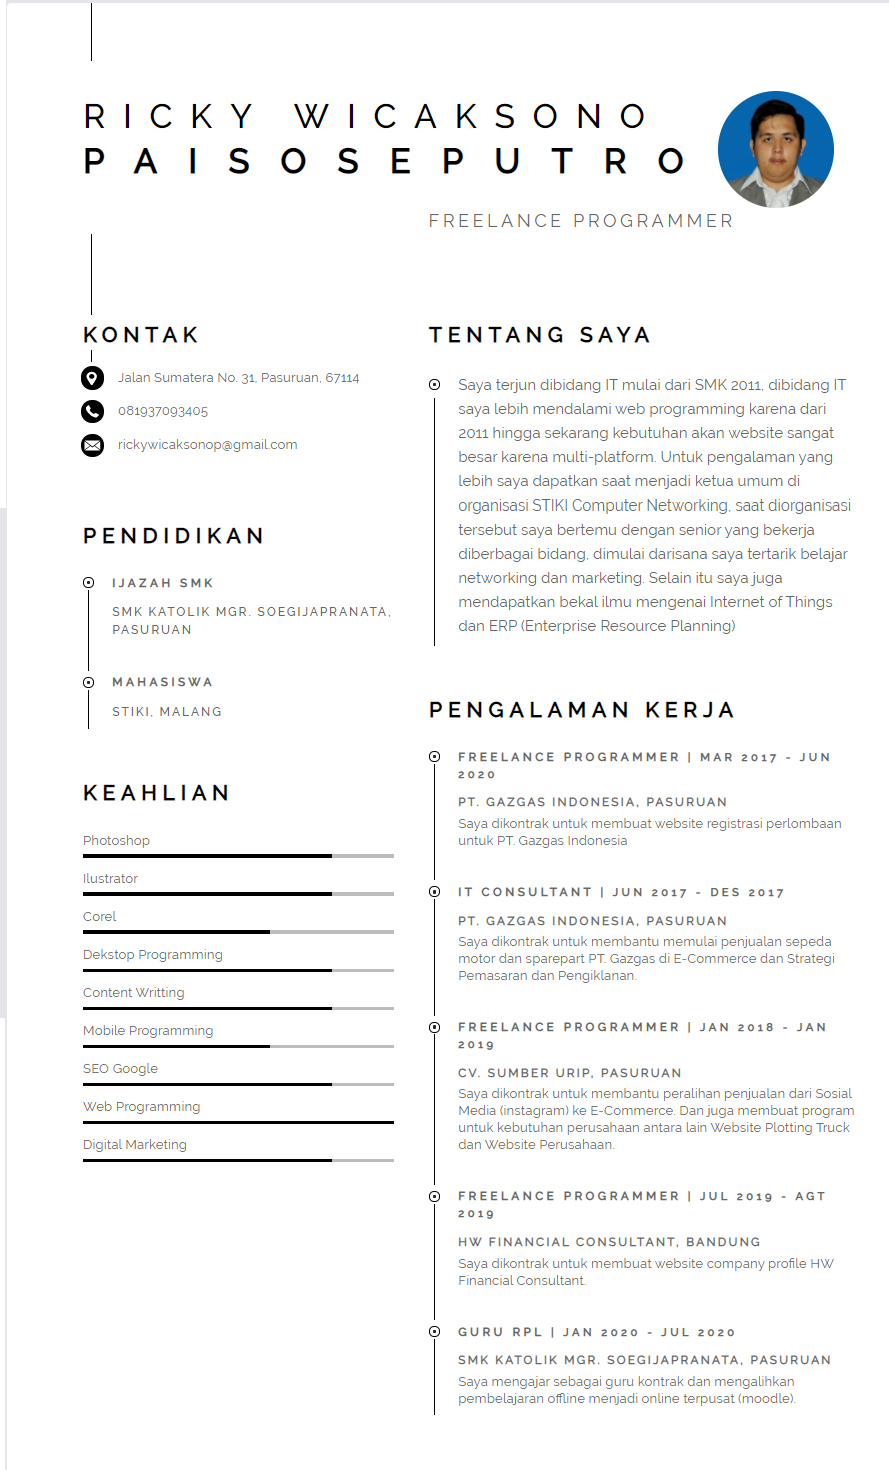 RICKY WICAKSONO
PAISOSEPUTRO
FREELANCE PROGRAMMER
KONTAK
Jalan Sumatera No. 31, Pasuruan, 67114
081937093405
rickywicaksonop@gmail.com
PENDIDIKAN
IJAZAH SMK
SMK KATOLIK MGR. SOEGIJAPRANATA,
PASURUAN
MAHASISWA
STIKI, MALANG
KEAHLIAN
Photoshop
Ilustrator
Corel
Dekstop Programming
Content Writting
Mobile Programming
SEO Google
Web Programming
Digital Marketing
TENTANG SAYA
Saya terjun dibidang IT mulai dari SMK 2011, dibidang IT
saya lebih mendalami web programming karena dari
2011 hingga sekarang kebutuhan akan website sangat
besar karena multi-platform. Untuk pengalaman yang
lebih saya dapatkan saat menjadi ketua umum di
organisasi STIKI Computer Networking, saat diorganisasi
tersebut saya bertemu dengan senior yang bekerja
diberbagai bidang, dimulai darisana saya tertarik belajar
networking dan marketing. Selain itu saya juga
mendapatkan bekal ilmu mengenai Internet of Things
dan ERP (Enterprise Resource Planning)
PENGALAMAN KERJA
FREELANCE PROGRAMMER | MAR 2017 - JUN
2020
PT. GAZGAS INDONESIA, PASURUAN
Saya dikontrak untuk membuat website registrasi perlombaan
untuk PT. Gazgas Indonesia
IT CONSULTANT | JUN 2017 - DES 2017
PT. GAZGAS INDONESIA, PASURUAN
Saya dikontrak untuk membantu memulai penjualan sepeda
motor dan sparepart PT. Gazgas di E-Commerce dan Strategi
Pemasaran dan Pengiklanan.
FREELANCE PROGRAMMER | JAN 2018 - JAN
2019
CV. SUMBER URIP, PASURUAN
Saya dikontrak untuk membantu peralihan penjualan dari Sosial
Media (instagram) ke E-Commerce. Dan juga membuat program
untuk kebutuhan perusahaan antara lain Website Plotting Truck
dan Website Perusahaan.
FREELANCE PROGRAMMER | JUL 2019 - AGT
2019
HW FINANCIAL CONSULTANT, BANDUNG
Saya dikontrak untuk membuat website company profile HW
Financial Consultant.
GURU RPL | JAN 2020 - JUL 2020
SMK KATOLIK MGR. SOEGIJAPRANATA, PASURUAN
Saya mengajar sebagai guru kontrak dan mengalihkan
pembelajaran offline menjadi online terpusat (moodle).